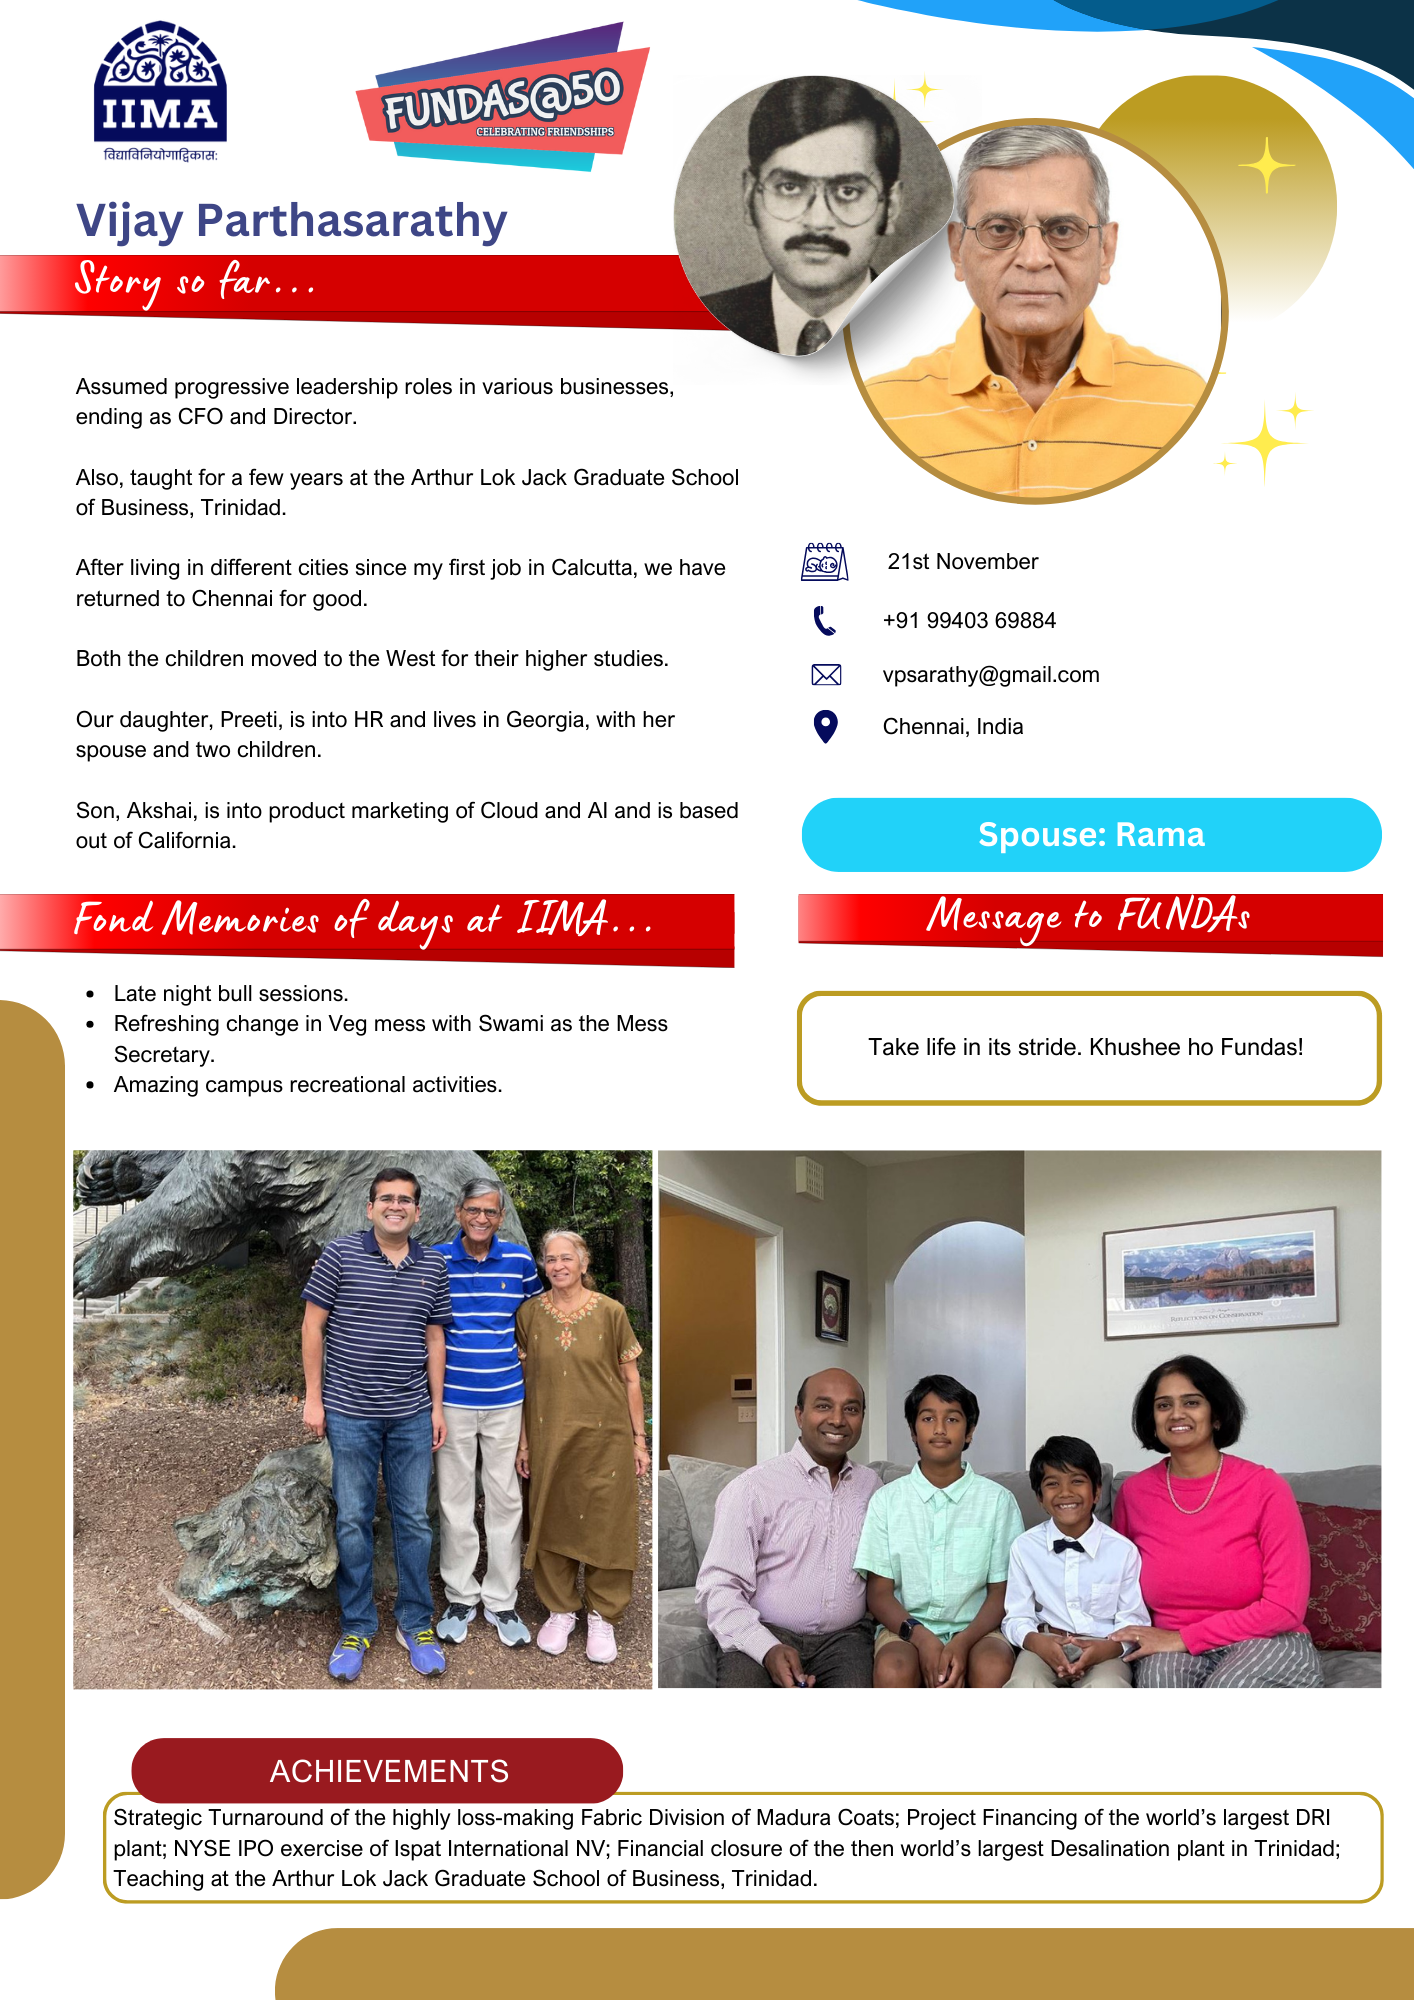 IIMA
विद्याविनियोगाद्विकास:
FUNDAS@50
CELEBRATING FRIENDSHIPS
Vijay Parthasarathy
Story so far...
Assumed progressive leadership roles in various businesses,
ending as CFO and Director.
Also, taught for a few years at the Arthur Lok Jack Graduate School
of Business, Trinidad.
After living in different cities since my first job in Calcutta, we have
returned to Chennai for good.
Both the children moved to the West for their higher studies.
Our daughter, Preeti, is into HR and lives in Georgia, with her
spouse and two children.
Son, Akshai, is into product marketing of Cloud and AI and is based
out of California.
21st November
+91 99403 69884
vpsarathy@gmail.com
Chennai, India
Spouse: Rama
Fond Memories of days at IIMA...
• Late night bull sessions.
• Refreshing change in Veg mess with Swami as the Mess
Secretary.
• Amazing campus recreational activities.
Message to FUNDAs
Take life in its stride. Khushee ho Fundas!
REFLECTIONS ON CONSERVATION
ACHIEVEMENTS
Strategic Turnaround of the highly loss-making Fabric Division of Madura Coats; Project Financing of the world’s largest DRI
plant; NYSE IPO exercise of Ispat International NV; Financial closure of the then world’s largest Desalination plant in Trinidad;
Teaching at the Arthur Lok Jack Graduate School of Business, Trinidad.